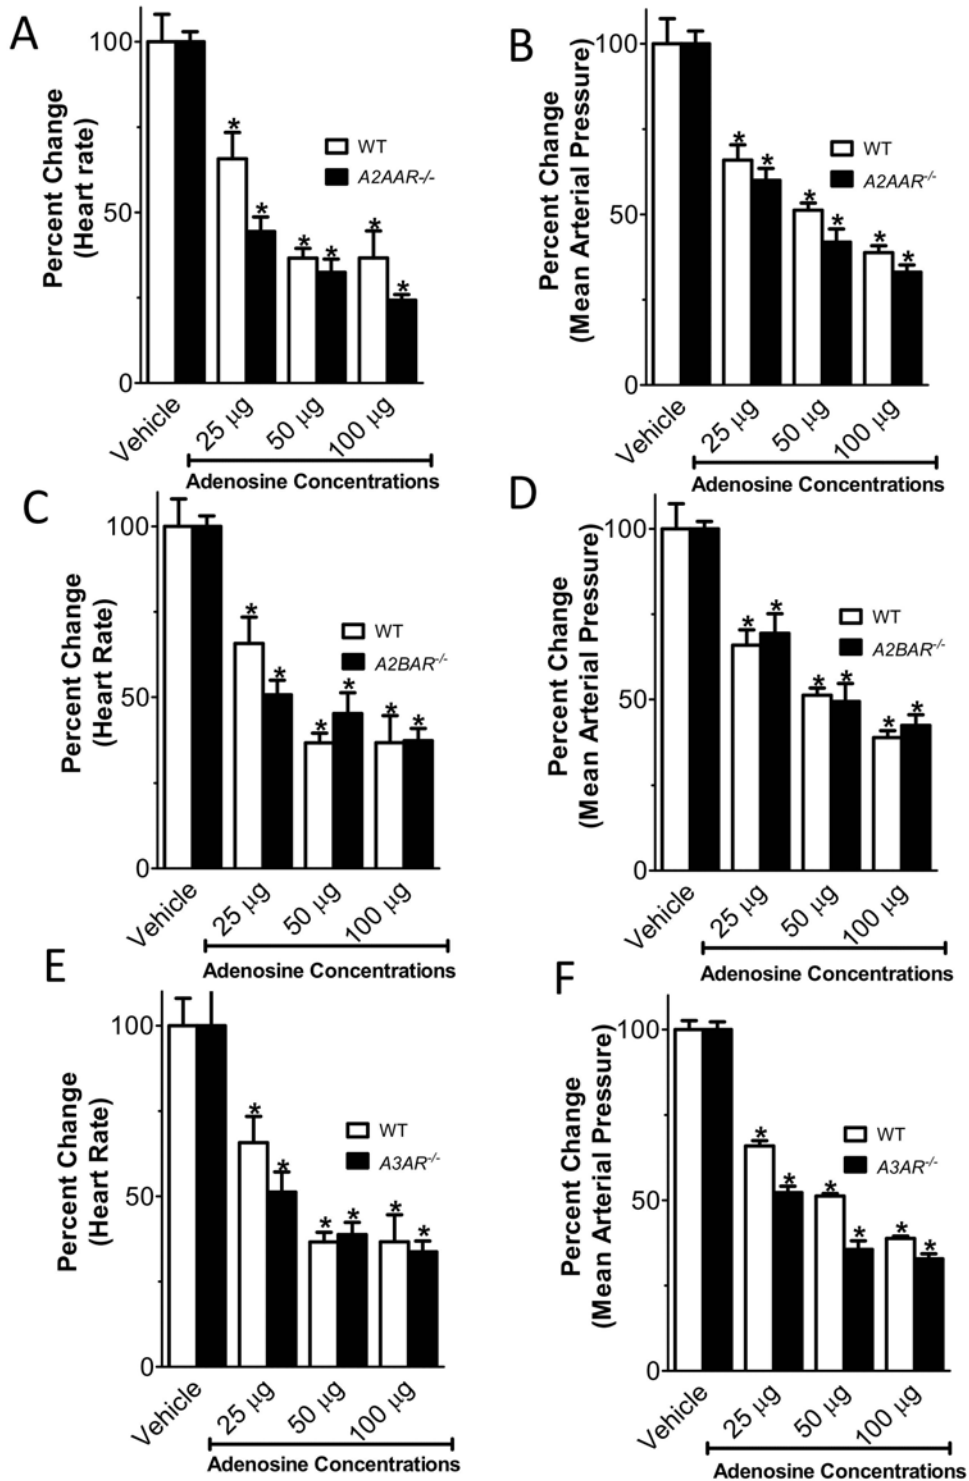 A
Percent Change
(Heart rate)
100
50
0
*
*
*
*
*
*
WT
A2AAR-/-
Vehicle
25 µg
50 µg
100 µg
Adenosine Concentrations
B
Percent Change
(Mean Arterial Pressure)
100
50
0
*
*
*
*
*
*
WT
A2AAR-/-
Vehicle
25 µg
50 µg
100 µg
Adenosine Concentrations
C
Percent Change
(Heart Rate)
100
50
0
*
*
*
*
*
*
WT
A2BAR-/-
Vehicle
25 µg
50 µg
100 µg
Adenosine Concentrations
D
Percent Change
(Mean Arterial Pressure)
100
50
0
*
*
*
*
*
*
WT
A2BAR-/-
Vehicle
25 µg
50 µg
100 µg
Adenosine Concentrations
E
Percent Change
(Heart Rate)
100
50
0
*
*
*
*
*
*
WT
A3AR-/-
Vehicle
25 µg
50 µg
100 µg
Adenosine Concentrations
F
Percent Change
(Mean Arterial Pressure)
100
50
0
*
*
*
*
*
*
WT
A3AR-/-
Vehicle
25 µg
50 µg
100 µg
Adenosine Concentrations